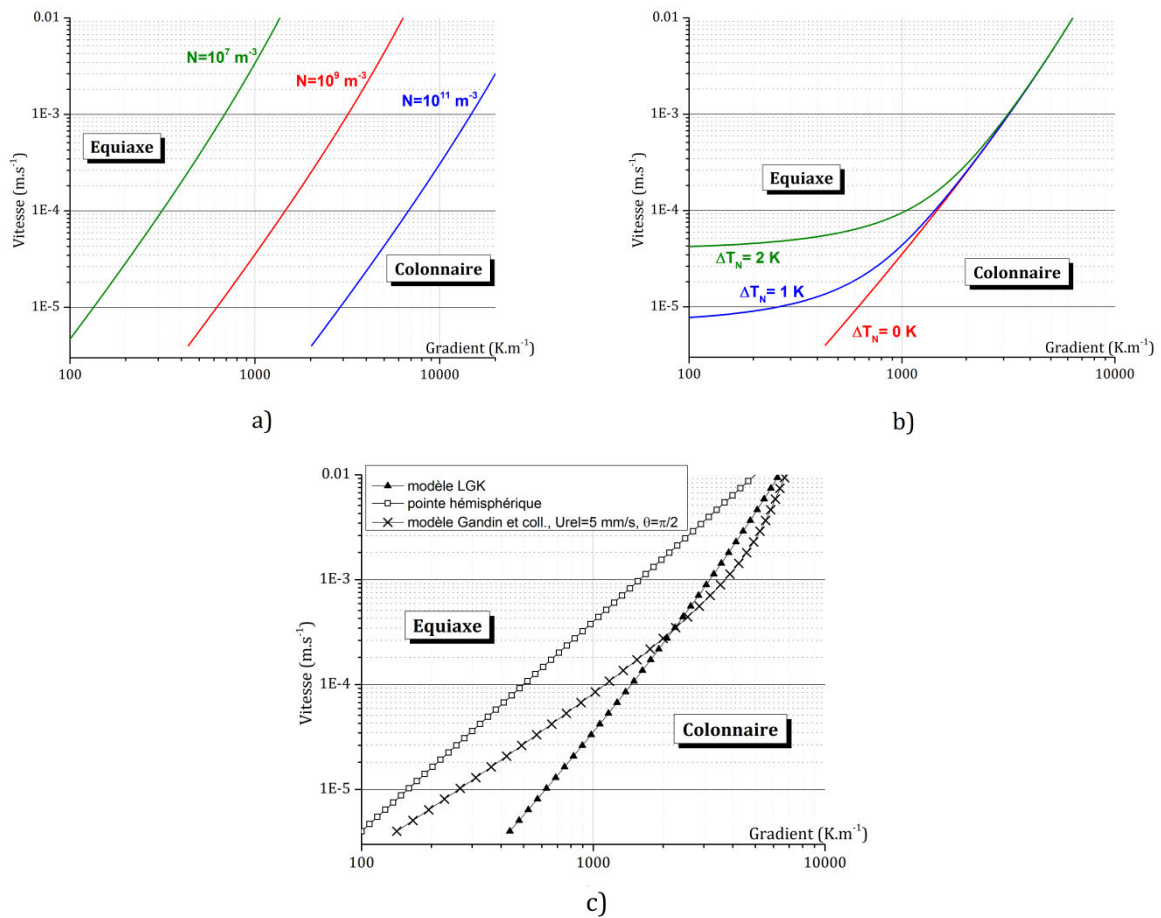 0.01
N=10⁷ m⁻³
N=10⁹ m⁻³
N=10¹¹ m⁻³
1E-3
Equiaxe
Vitesse (m.s⁻¹)
1E-4
Colonnaire
1E-5
Gradient (K.m⁻¹)
100
1000
10000
a)
0.01
1E-3
Equiaxe
Vitesse (m.s⁻¹)
1E-4
ΔT_N= 2 K
Colonnaire
ΔT_N= 1 K
1E-5
ΔT_N= 0 K
Gradient (K.m⁻¹)
100
1000
10000
b)
0.01
modèle LGK
pointe hémisphérique
modèle Gandin et coll., Urel=5 mm/s, θ=π/2
1E-3
Equiaxe
Vitesse (m.s⁻¹)
1E-4
Colonnaire
1E-5
Gradient (K.m⁻¹)
100
1000
10000
c)